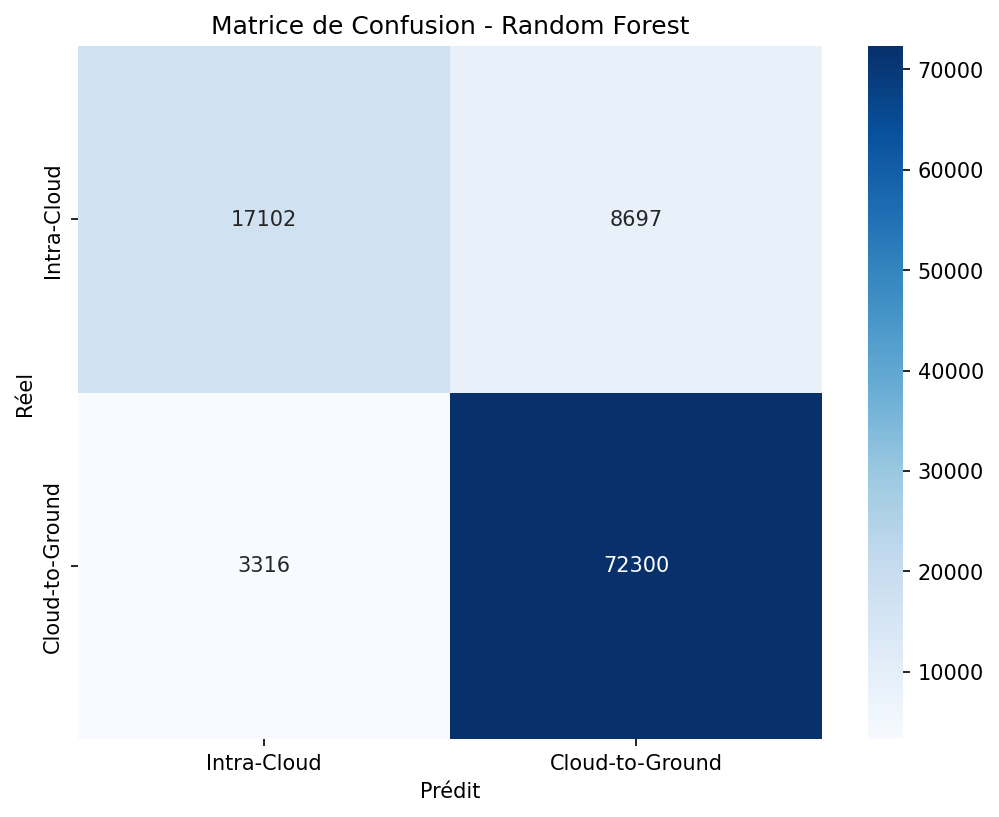 Matrice de Confusion - Random Forest
Réel
Intra-Cloud
17102
8697
Cloud-to-Ground
3316
72300
Intra-Cloud
Cloud-to-Ground
Prédit
70000
60000
50000
40000
30000
20000
10000